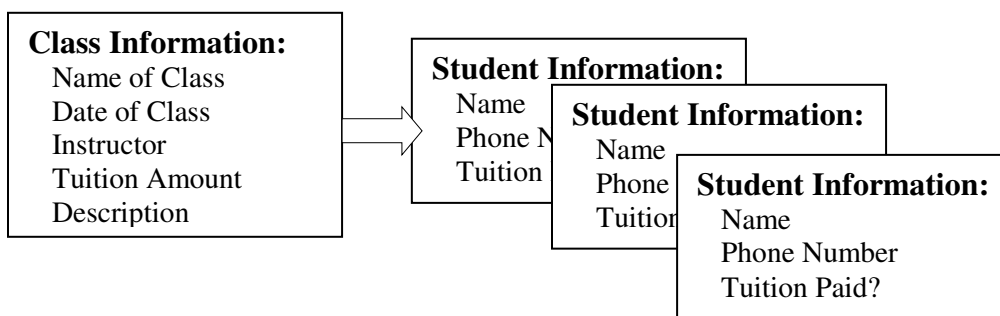 Class Information:
Name of Class
Date of Class
Instructor
Tuition Amount
Description
Student Information:
Name
Phone
Tuition
Student Information:
Name
Phone
Tuition
Student Information:
Name
Phone Number
Tuition Paid?